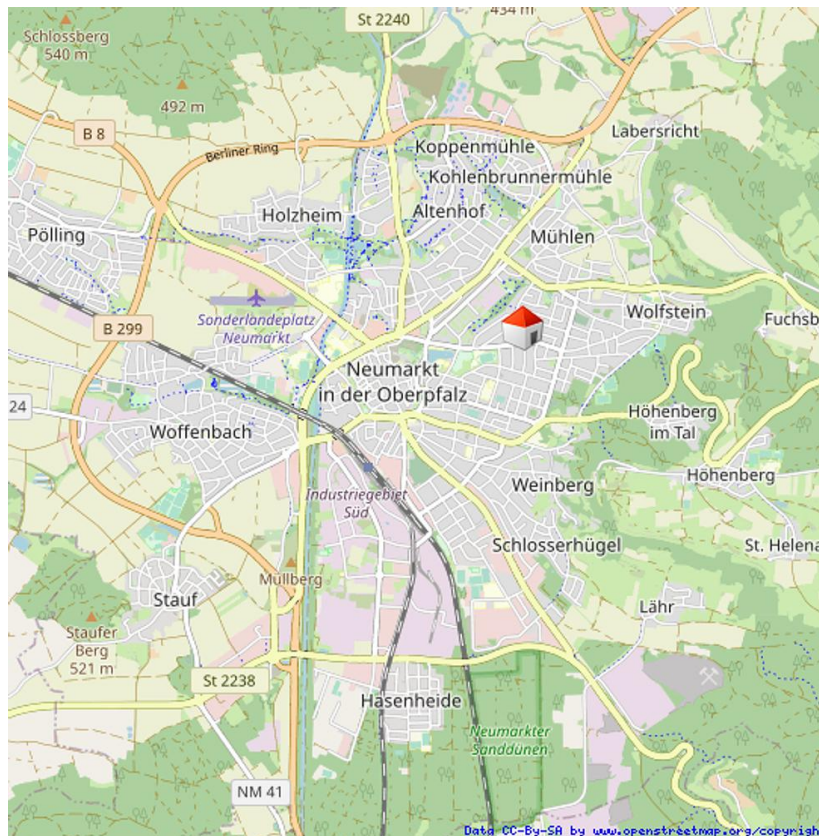 St 2240
434 m
Schlossberg
540 m
492 m
B 8
Berliner Ring
Koppenmühle
Labersricht
Kohlenbrunnermühle
Holzheim
Altenhof
Pölling
Mühlen
Sonderlandeplatz
Neumarkt
B 299
Wolfstein
Fuchsb
Neumarkt
in der Oberpfalz
24
Woffenbach
Höhenberg
im Tal
Höhenberg
Weinberg
Industriegebiet
Süd
Schlosserhügel
St. Helena
Müllberg
Stauf
Lähr
Staufer
Berg
521 m
St 2238
Hasenheide
Neumarkter
Sanddünen
NM 41
Data CC-By-SA by www.openstreetmap.org/copyrigh